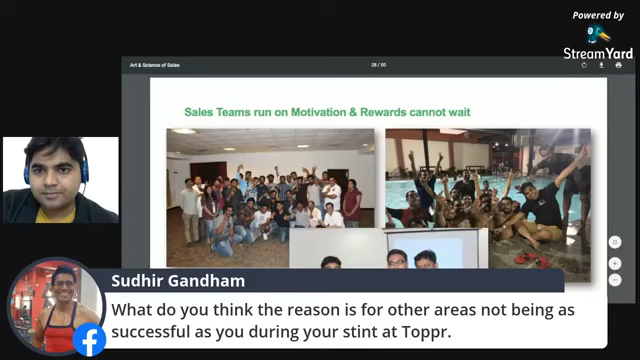 Powered by
StreamYard
Art & Science of Sales
28 / 50
Sales Teams run on Motivation & Rewards cannot wait
Sudhir Gandham
What do you think the reason is for other areas not being as
successful as you during your stint at Toppr.